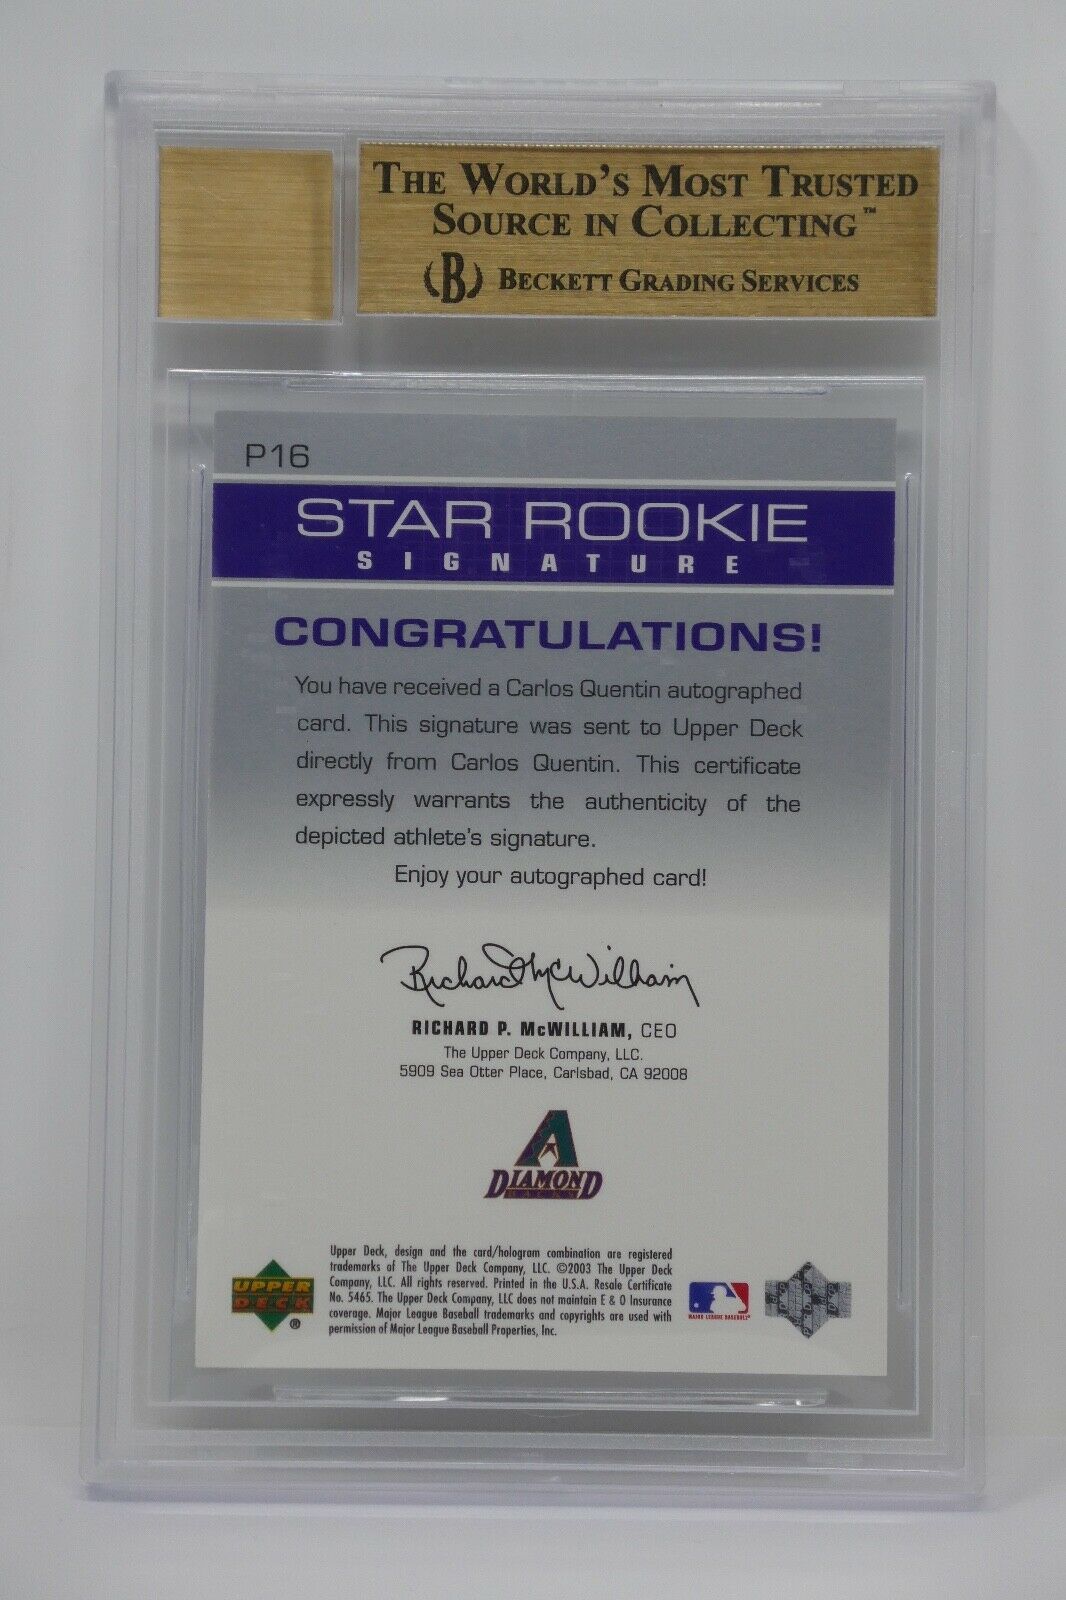 THE WORLD'S MOST TRUSTED
SOURCE IN COLLECTING™
(B) BECKETT GRADING SERVICES
P16
STAR ROOKIE
SIGNATURE
CONGRATULATIONS!
You have received a Carlos Quentin autographed
card. This signature was sent to Upper Deck
directly from Carlos Quentin. This certificate
expressly warrants the authenticity of the
depicted athlete's signature.
Enjoy your autographed card!
Richard McWilliam
RICHARD P. McWILLIAM, CEO
The Upper Deck Company, LLC.
5909 Sea Otter Place, Carlsbad, CA 92008
A
DIAMOND
BACKS
Upper Deck, design and the card/hologram combination are registered
trademarks of The Upper Deck Company, LLC. ©2003 The Upper Deck
Company, LLC. All rights reserved. Printed in the U.S.A. Resale Certificate
No. 5465. The Upper Deck Company, LLC does not maintain E & O Insurance
coverage. Major League Baseball trademarks and copyrights are used with
permission of Major League Baseball Properties, Inc.
UPPER
DECK
®
MAJOR LEAGUE BASEBALL